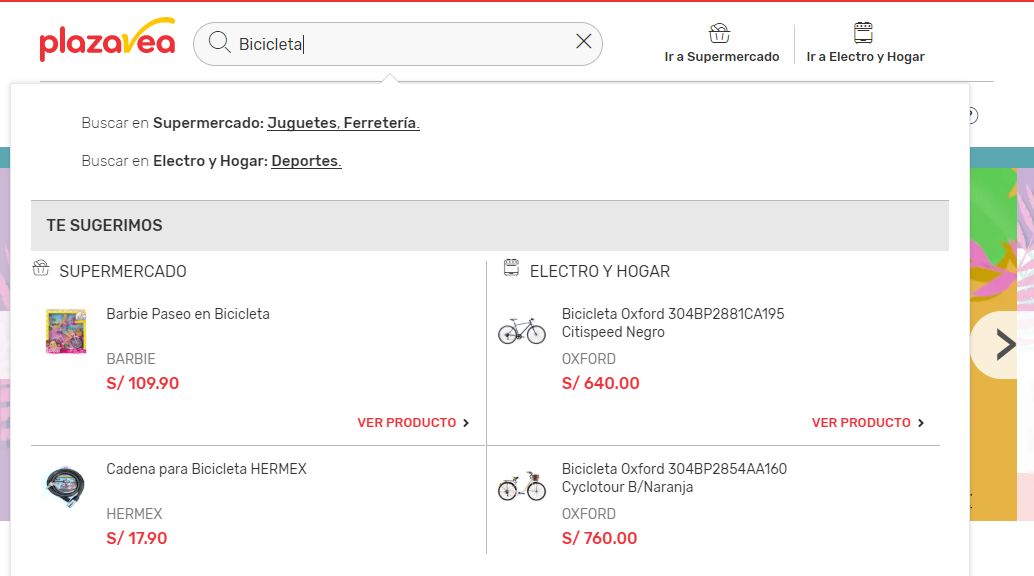 plazavea
Bicicleta
Ir a Supermercado
Ir a Electro y Hogar
?
Buscar en Supermercado: Juguetes, Ferretería.
Buscar en Electro y Hogar: Deportes.
TE SUGERIMOS
SUPERMERCADO
Barbie Paseo en Bicicleta
BARBIE
S/ 109.90
VER PRODUCTO
Cadena para Bicicleta HERMEX
HERMEX
S/ 17.90
ELECTRO Y HOGAR
Bicicleta Oxford 304BP2881CA195
Citispeed Negro
OXFORD
S/ 640.00
VER PRODUCTO
Bicicleta Oxford 304BP2854AA160
Cyclotour B/Naranja
OXFORD
S/ 760.00